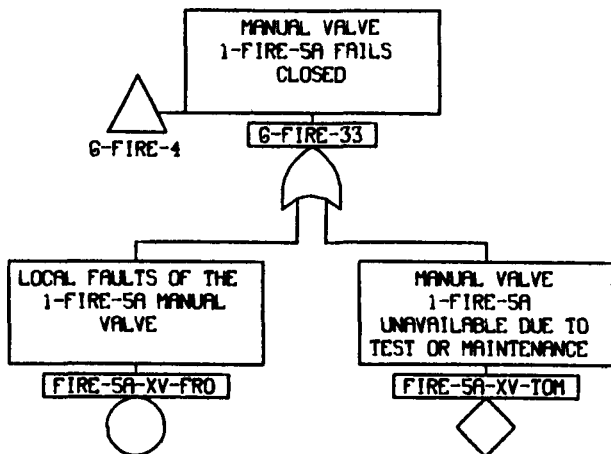 MANUAL VALVE
1-FIRE-5A FAILS
CLOSED
G-FIRE-4
G-FIRE-33
LOCAL FAULTS OF THE
1-FIRE-5A MANUAL
VALVE
MANUAL VALVE
1-FIRE-5A
UNAVAILABLE DUE TO
TEST OR MAINTENANCE
FIRE-5A-XV-FRO
FIRE-5A-XV-TOM